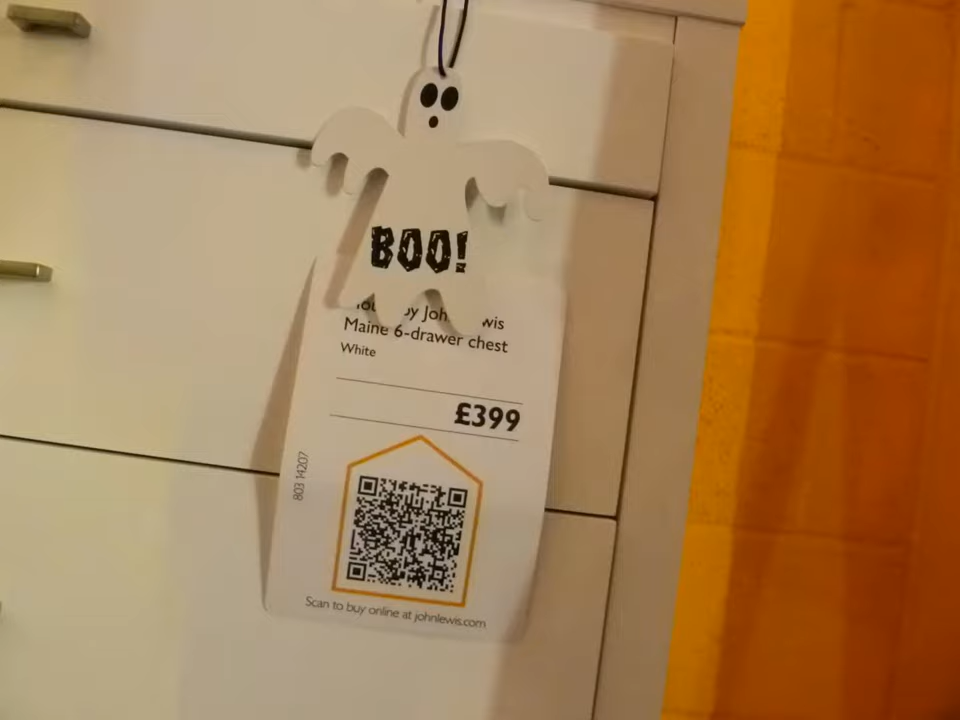 BOO!
Maine 6-drawer chest
White
£399
803 14207
Scan to buy online at johnlewis.com